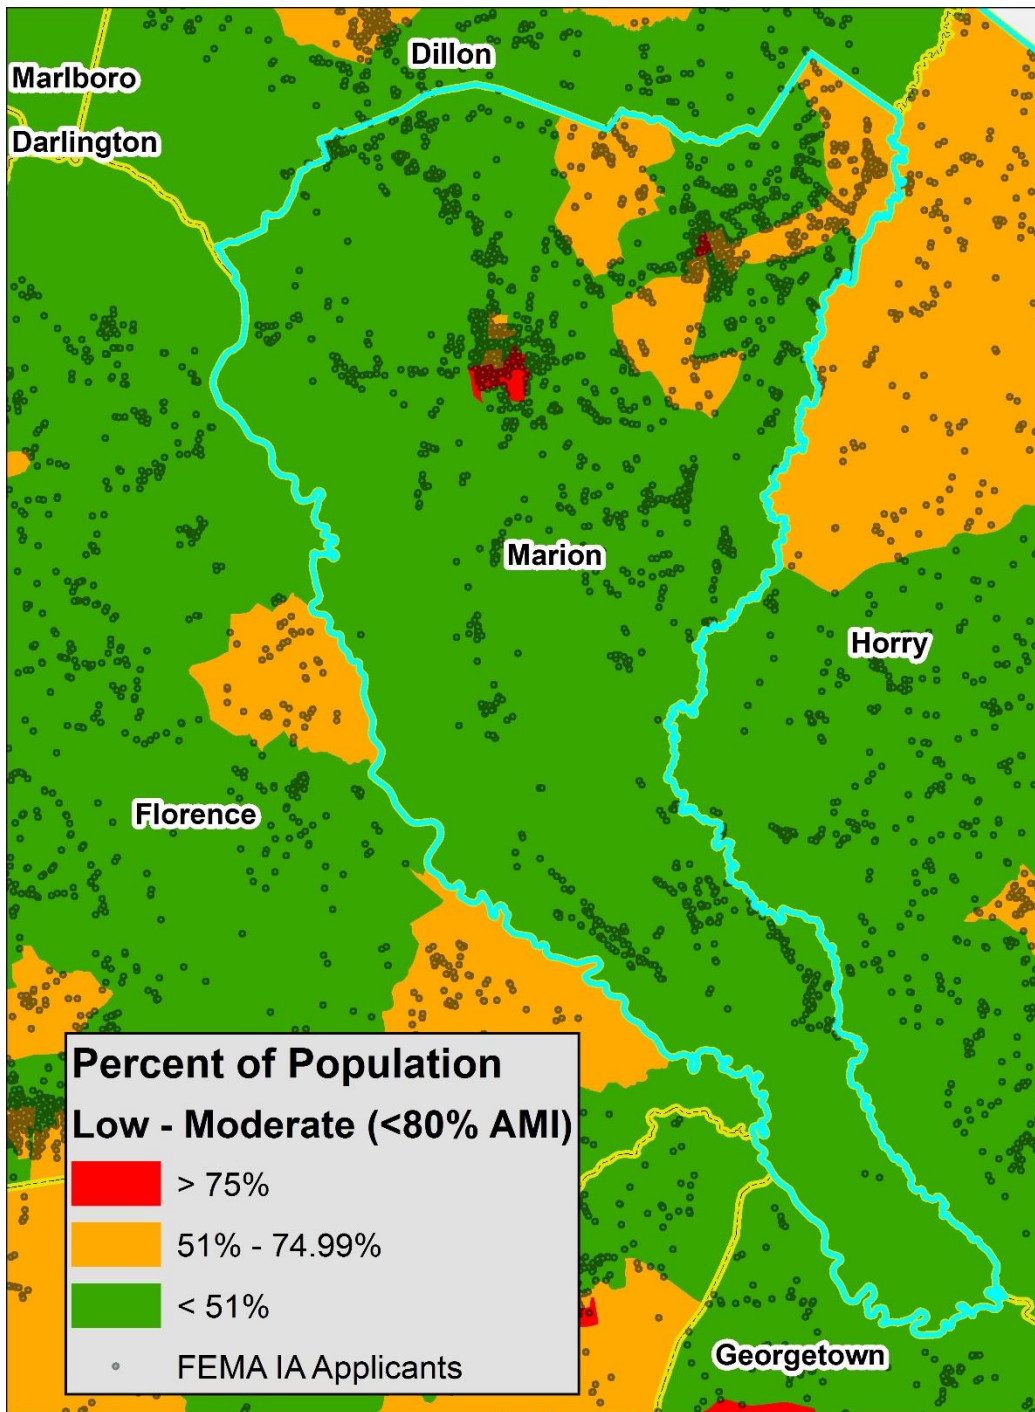 Dillon
Marlboro
Darlington
Marion
Horry
Florence
Percent of Population
Low - Moderate (<80% AMI)
> 75%
51% - 74.99%
< 51%
FEMA IA Applicants
Georgetown